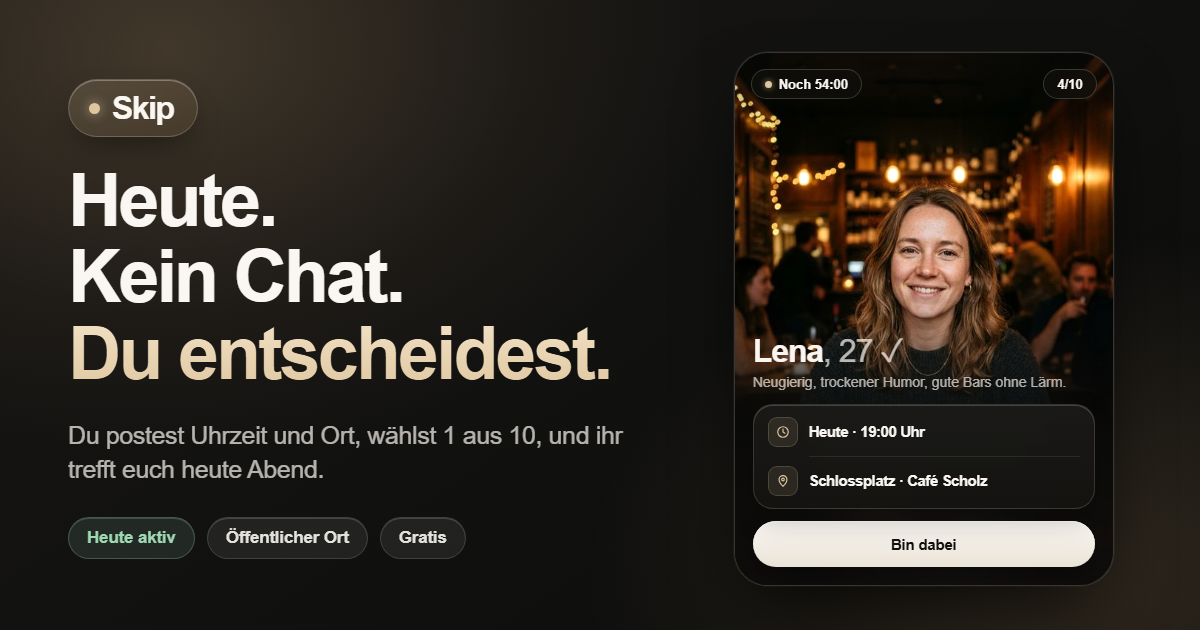 Skip
Heute.
Kein Chat.
Du entscheidest.
Du postest Uhrzeit und Ort, wählst 1 aus 10, und ihr
trefft euch heute Abend.
Heute aktiv
Öffentlicher Ort
Gratis
Noch 54:00
4/10
Lena, 27 ✓
Neugierig, trockener Humor, gute Bars ohne Lärm.
Heute · 19:00 Uhr
Schlossplatz · Café Scholz
Bin dabei